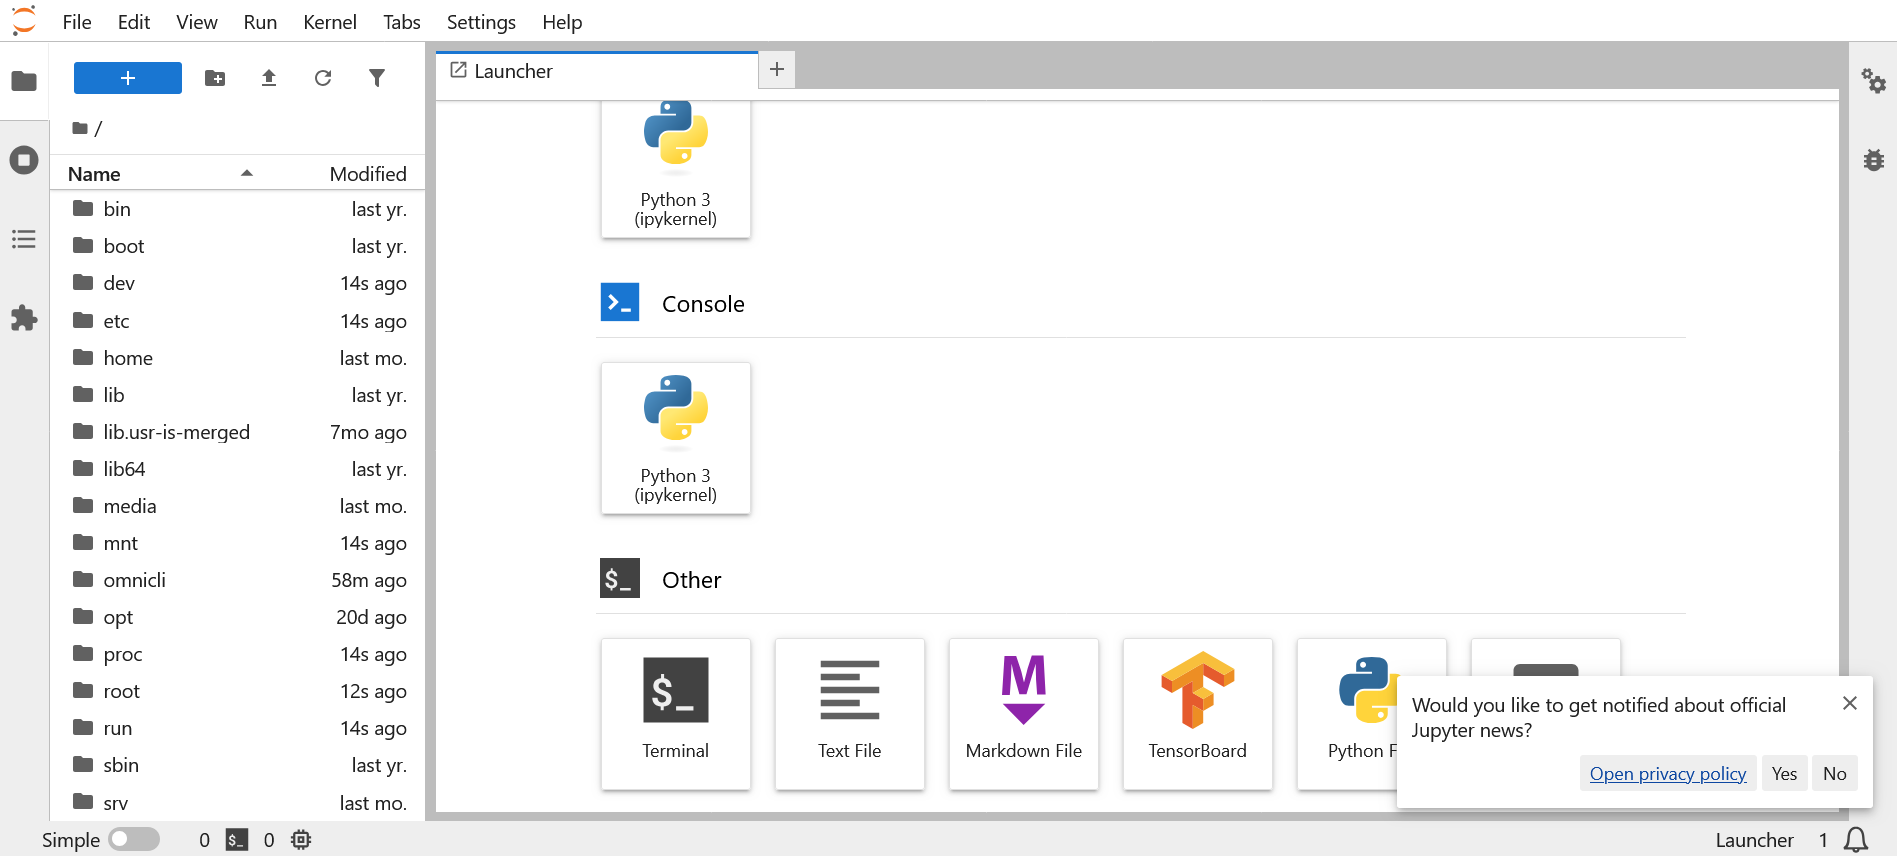 File Edit View Run Kernel Tabs Settings Help
Launcher
/
Name Modified
bin last yr.
boot last yr.
dev 14s ago
etc 14s ago
home last mo.
lib last yr.
lib.usr-is-merged 7mo ago
lib64 last yr.
media last mo.
mnt 14s ago
omnicli 58m ago
opt 20d ago
proc 14s ago
root 12s ago
run 14s ago
sbin last yr.
srv last mo.
Python 3
(ipykernel)
Console
Python 3
(ipykernel)
$_ Other
$_
Terminal Text File Markdown File TensorBoard Python F
Would you like to get notified about official
Jupyter news?
Open privacy policy Yes No
Simple 0 $_ 0 Launcher 1